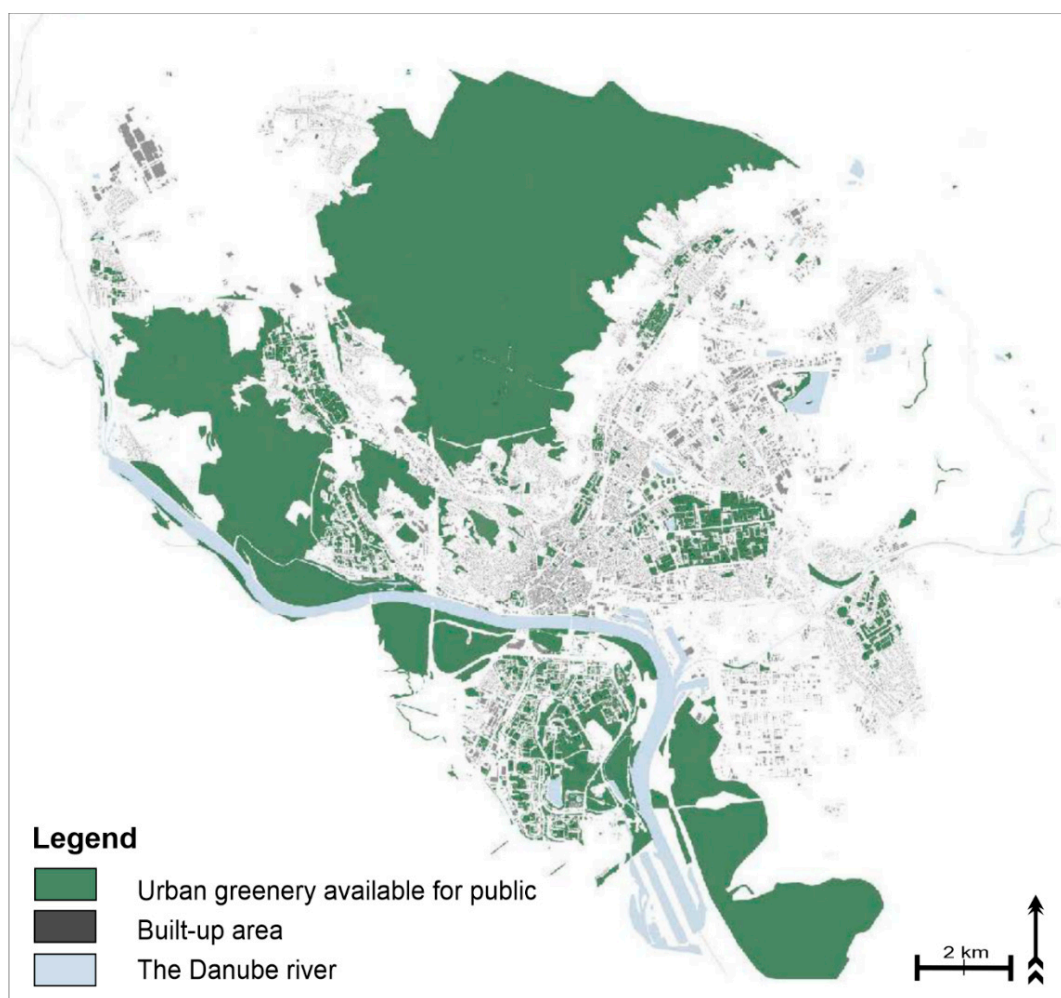 Legend
Urban greenery available for public
Built-up area
The Danube river
2 km